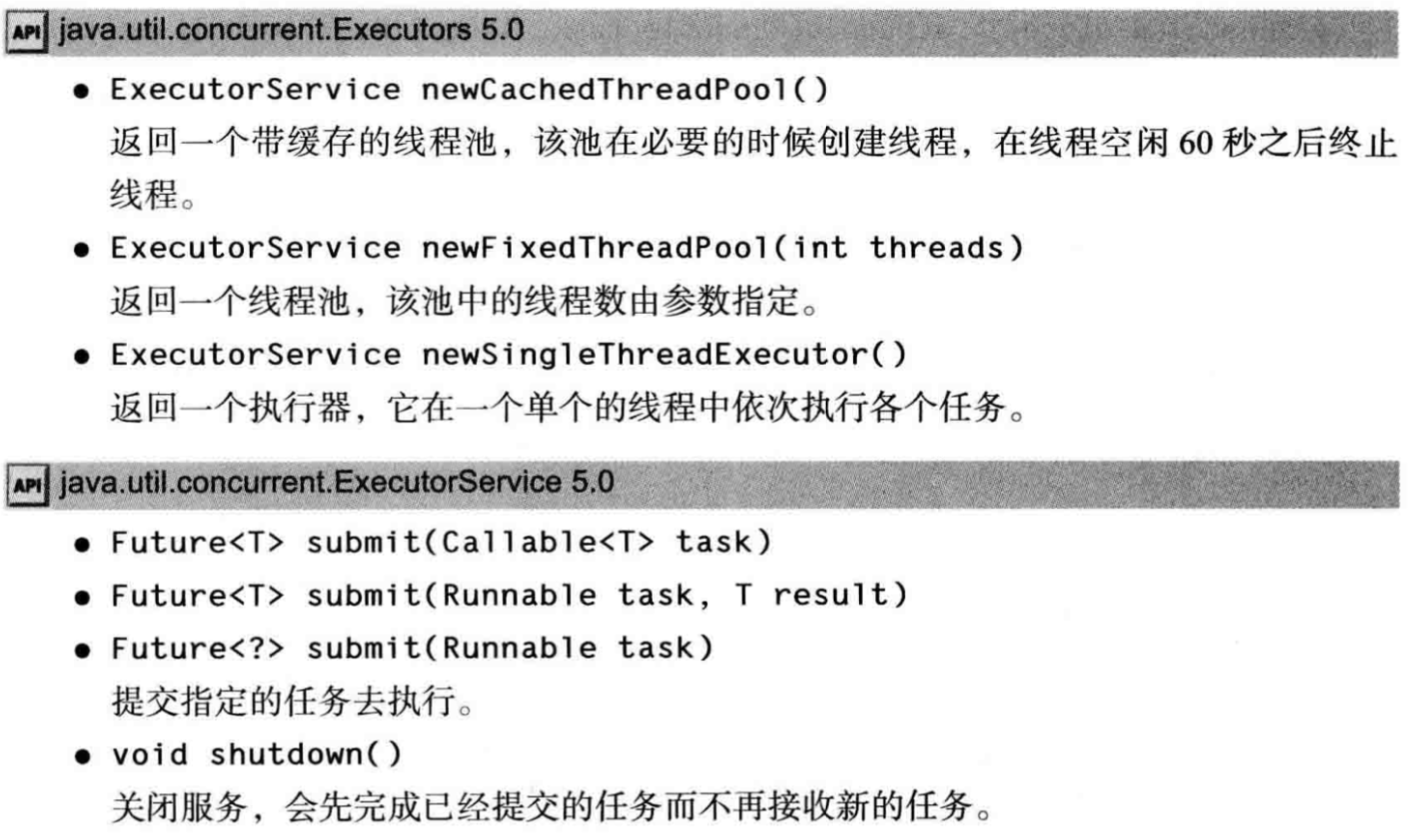 API java.util.concurrent.Executors 5.0
● ExecutorService newCachedThreadPool()
返回一个带缓存的线程池，该池在必要的时候创建线程，在线程空闲 60 秒之后终止
线程。
● ExecutorService newFixedThreadPool(int threads)
返回一个线程池，该池中的线程数由参数指定。
● ExecutorService newSingleThreadExecutor()
返回一个执行器，它在一个单个的线程中依次执行各个任务。
API java.util.concurrent.ExecutorService 5.0
● Future<T> submit(Callable<T> task)
● Future<T> submit(Runnable task, T result)
● Future<?> submit(Runnable task)
提交指定的任务去执行。
● void shutdown()
关闭服务，会先完成已经提交的任务而不再接收新的任务。